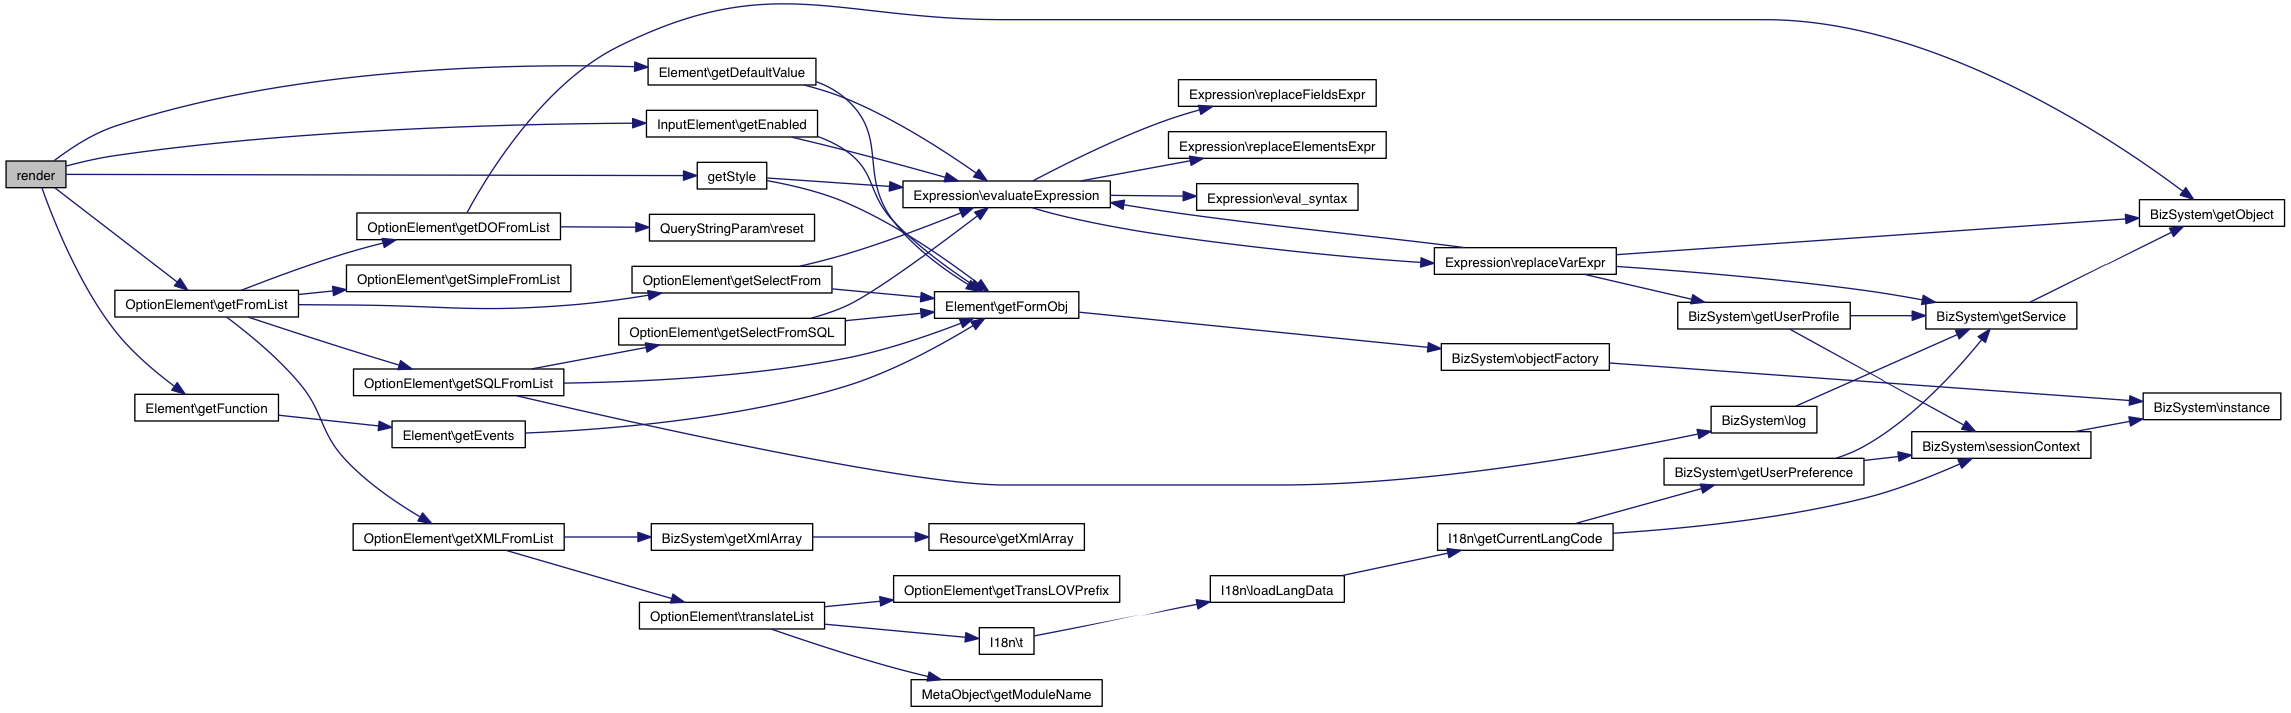 render
Element\getDefaultValue
InputElement\getEnabled
getStyle
OptionElement\getDOFromList
QueryStringParam\reset
OptionElement\getSimpleFromList
OptionElement\getFromList
OptionElement\getSelectFrom
OptionElement\getSelectFromSQL
OptionElement\getSQLFromList
Element\getFunction
Element\getEvents
OptionElement\getXMLFromList
BizSystem\getXmlArray
Resource\getXmlArray
OptionElement\translateList
OptionElement\getTransLOVPrefix
I18n\t
MetaObject\getModuleName
Expression\evaluateExpression
Element\getFormObj
Expression\replaceFieldsExpr
Expression\replaceElementsExpr
Expression\eval_syntax
Expression\replaceVarExpr
BizSystem\objectFactory
I18n\loadLangData
I18n\getCurrentLangCode
BizSystem\getUserProfile
BizSystem\log
BizSystem\getUserPreference
BizSystem\getService
BizSystem\sessionContext
BizSystem\getObject
BizSystem\instance